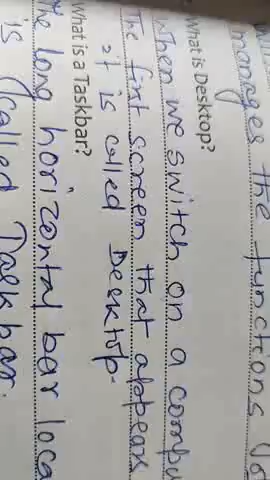 manages the functions
What is Desktop?
When we switch on a compu
The first screen that appears
it is called Desktop.
What is a Taskbar?
The long horizontal bar loca
is called Taskbar.